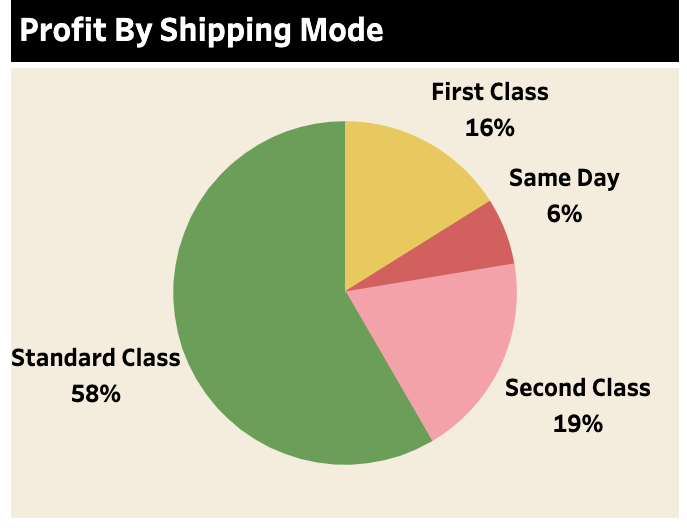 Profit By Shipping Mode
First Class
16%
Same Day
6%
Standard Class
58%
Second Class
19%